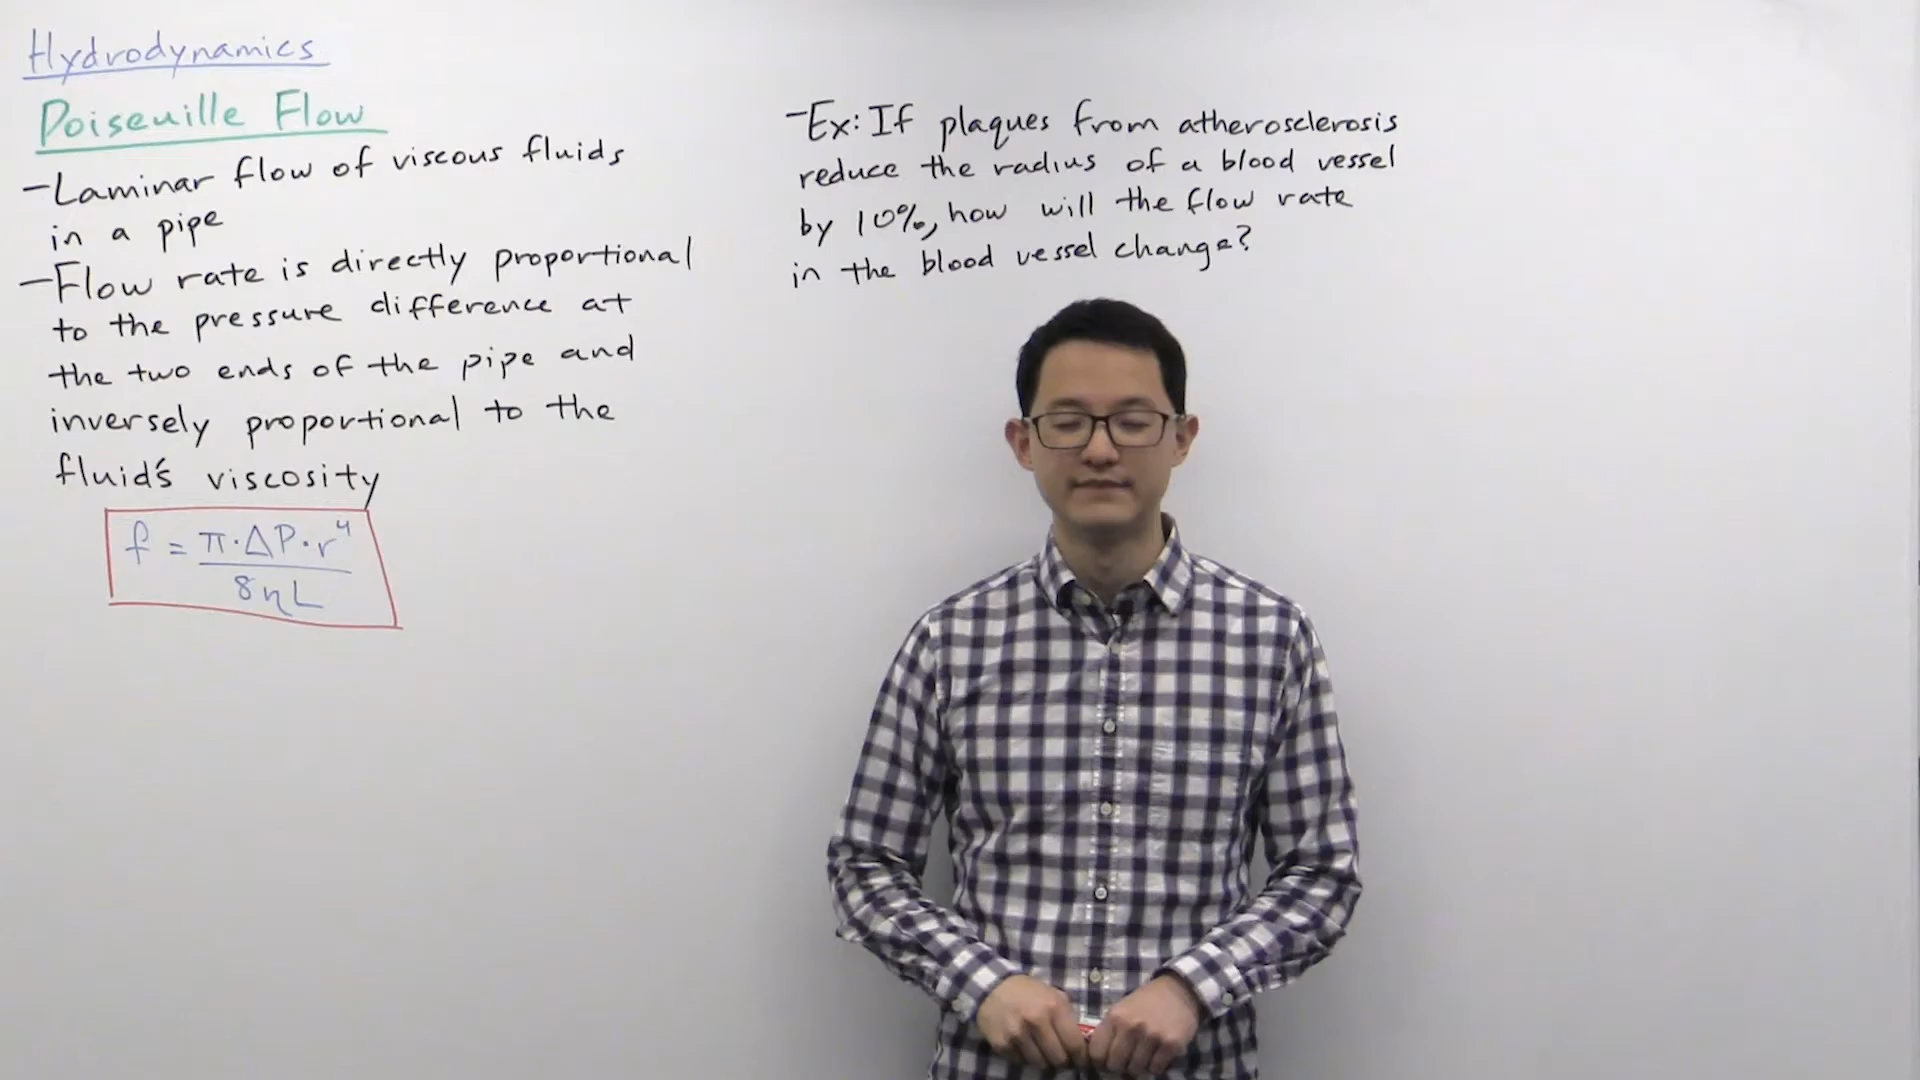 Hydrodynamics
Poiseuille Flow
-Laminar flow of viscous fluids
in a pipe
-Flow rate is directly proportional
to the pressure difference at
the two ends of the pipe and
inversely proportional to the
fluid's viscosity
f = π·ΔP·r⁴
8ηL
-Ex: If plaques from atherosclerosis
reduce the radius of a blood vessel
by 10%, how will the flow rate
in the blood vessel change?